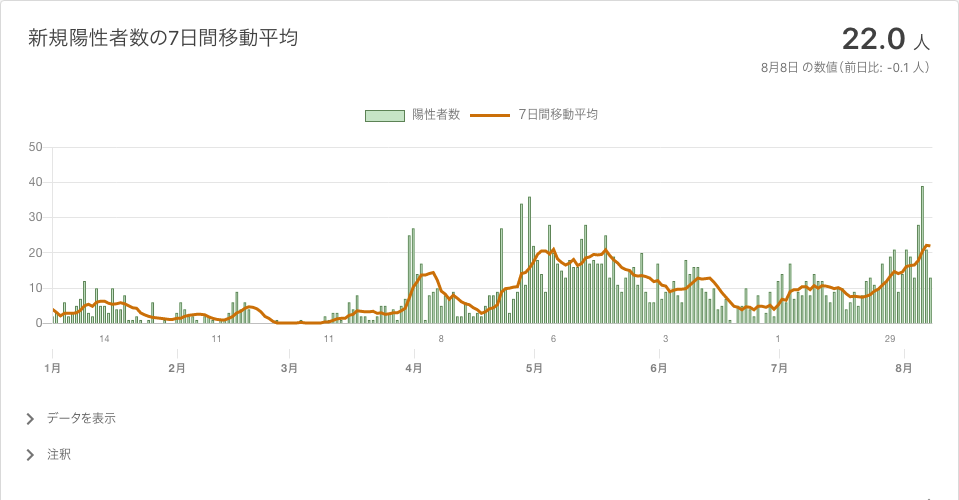 新規陽性者数の7日間移動平均
22.0 人
8月8日 の数値（前日比: -0.1 人）
陽性者数 7日間移動平均
50
40
30
20
10
0
14 11 11 8 6 3 1 29
1月 2月 3月 4月 5月 6月 7月 8月
データを表示
注釈